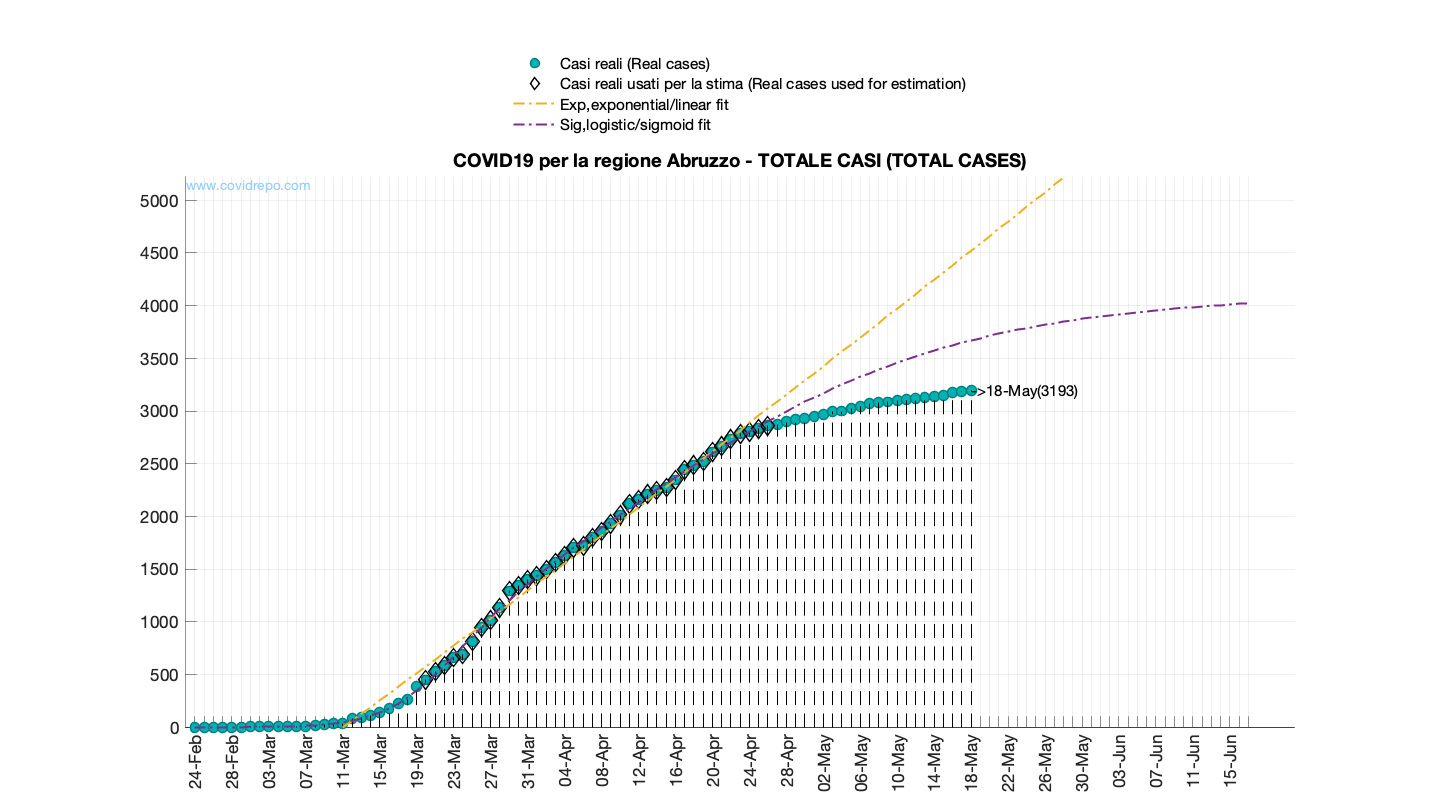 Casi reali (Real cases)
Casi reali usati per la stima (Real cases used for estimation)
Exp,exponential/linear fit
Sig,logistic/sigmoid fit
COVID19 per la regione Abruzzo - TOTALE CASI (TOTAL CASES)
www.covidrepo.com
5000
4500
4000
3500
3000
2500
2000
1500
1000
500
0
>18-May(3193)
24-Feb
28-Feb
03-Mar
07-Mar
11-Mar
15-Mar
19-Mar
23-Mar
27-Mar
31-Mar
04-Apr
08-Apr
12-Apr
16-Apr
20-Apr
24-Apr
28-Apr
02-May
06-May
10-May
14-May
18-May
22-May
26-May
30-May
03-Jun
07-Jun
11-Jun
15-Jun